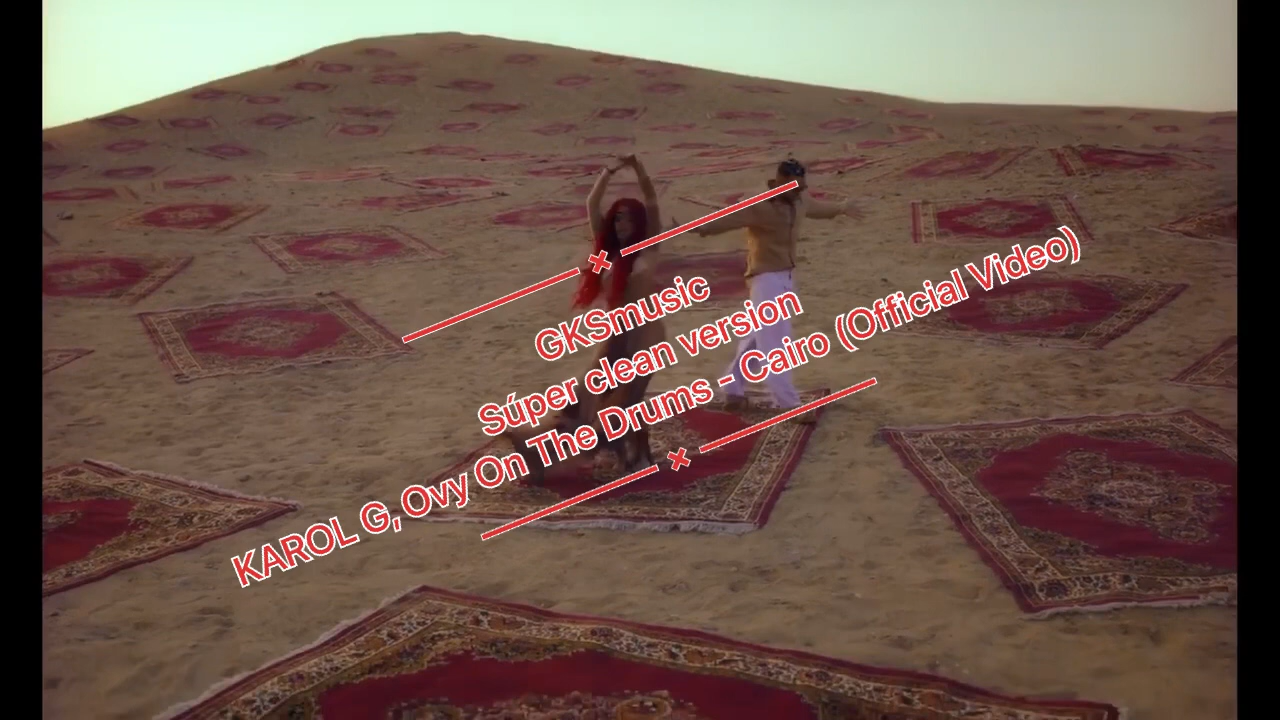 GKSmusic
Súper clean version
KAROL G, Ovy On The Drums - Cairo (Official Video)